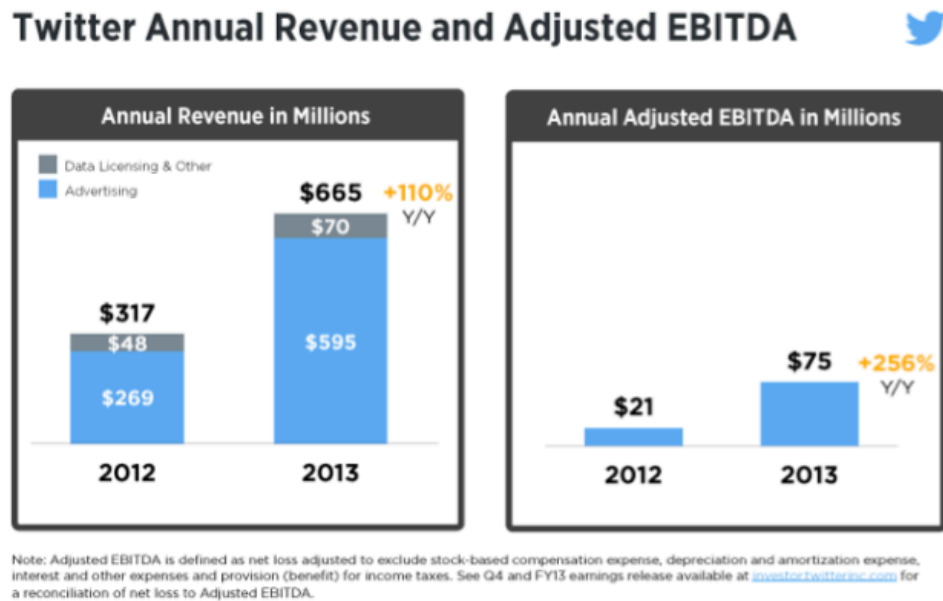 Twitter Annual Revenue and Adjusted EBITDA
Annual Revenue in Millions
Data Licensing & Other
Advertising
$665 +110%
Y/Y
$70
$317
$48
$595
$269
2012 2013
Annual Adjusted EBITDA in Millions
$75 +256%
Y/Y
$21
2012 2013
Note: Adjusted EBITDA is defined as net loss adjusted to exclude stock-based compensation expense, depreciation and amortization expense,
interest and other expenses and provision (benefit) for income taxes. See Q4 and FY13 earnings release available at investor.twitterinc.com for
a reconciliation of net loss to Adjusted EBITDA.